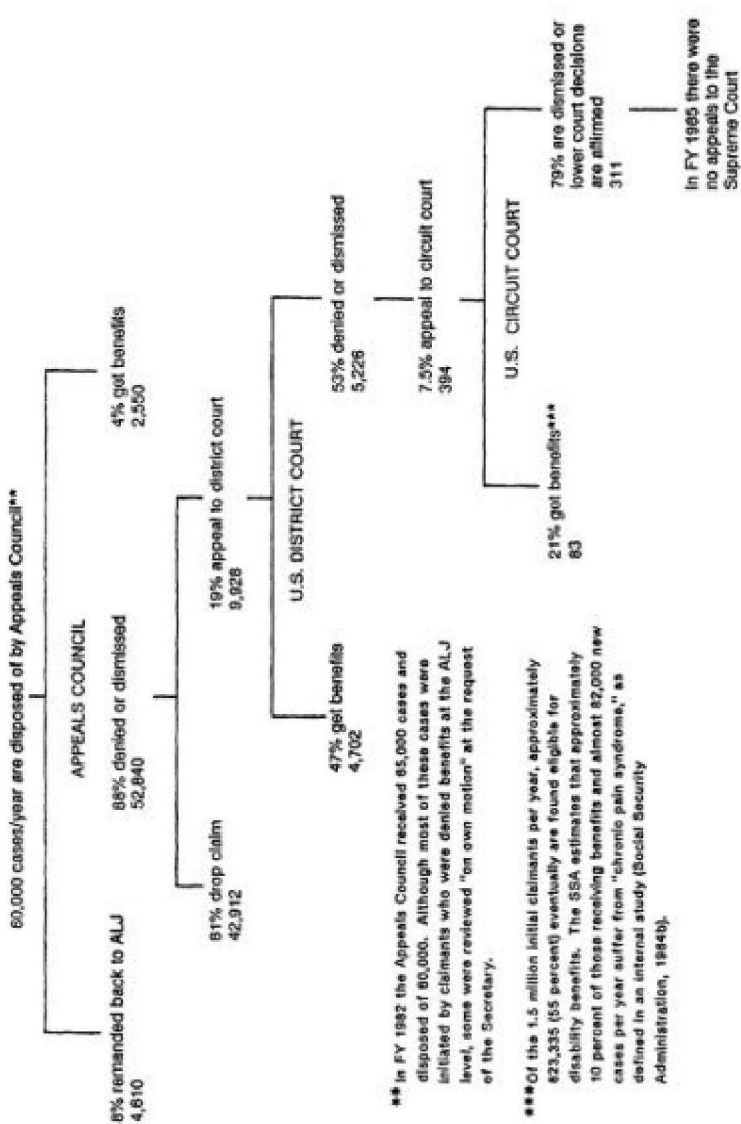 60,000 cases/year are disposed of by Appeals Council**
APPEALS COUNCIL
8% remanded back to ALJ
4,610
88% denied or dismissed
52,840
4% get benefits
2,550
81% drop claim
42,912
19% appeal to district court
9,928
U.S. DISTRICT COURT
47% get benefits
4,702
53% denied or dismissed
5,226
7.5% appeal to circuit court
394
U.S. CIRCUIT COURT
21% get benefits***
83
79% are dismissed or
lower court decisions
are affirmed
311
In FY 1985 there were
no appeals to the
Supreme Court
** In FY 1982 the Appeals Council received 65,000 cases and
disposed of 60,000. Although most of these cases were
initiated by claimants who were denied benefits at the ALJ
level, some were reviewed "on own motion" at the request
of the Secretary.
***Of the 1.5 million initial claimants per year, approximately
823,335 (55 percent) eventually are found eligible for
disability benefits. The SSA estimates that approximately
10 percent of those receiving benefits and almost 82,000 new
cases per year suffer from "chronic pain syndrome," as
defined in an internal study (Social Security
Administration, 1984b).